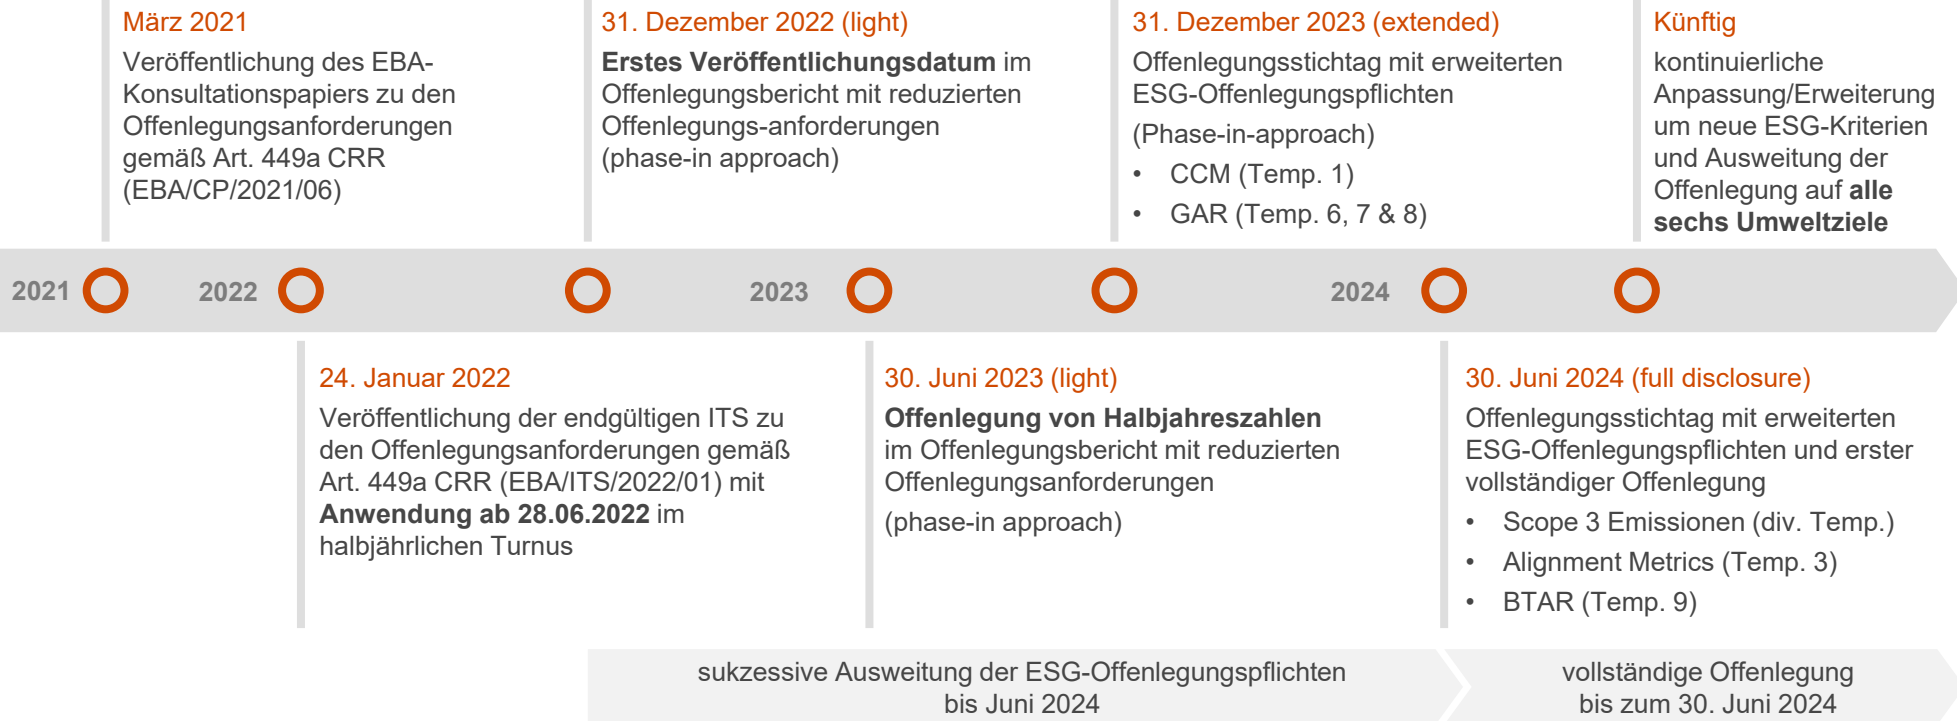 März 2021
Veröffentlichung des EBA-
Konsultationspapiers zu den
Offenlegungsanforderungen
gemäß Art. 449a CRR
(EBA/CP/2021/06)
31. Dezember 2022 (light)
Erstes Veröffentlichungsdatum im
Offenlegungsbericht mit reduzierten
Offenlegungs-anforderungen
(phase-in approach)
31. Dezember 2023 (extended)
Offenlegungsstichtag mit erweiterten
ESG-Offenlegungspflichten
(Phase-in-approach)
• CCM (Temp. 1)
• GAR (Temp. 6, 7 & 8)
Künftig
kontinuierliche
Anpassung/Erweiterung
um neue ESG-Kriterien
und Ausweitung der
Offenlegung auf alle
sechs Umweltziele
2021
2022
2023
2024
24. Januar 2022
Veröffentlichung der endgültigen ITS zu
den Offenlegungsanforderungen gemäß
Art. 449a CRR (EBA/ITS/2022/01) mit
Anwendung ab 28.06.2022 im
halbjährlichen Turnus
30. Juni 2023 (light)
Offenlegung von Halbjahreszahlen
im Offenlegungsbericht mit reduzierten
Offenlegungsanforderungen
(phase-in approach)
30. Juni 2024 (full disclosure)
Offenlegungsstichtag mit erweiterten
ESG-Offenlegungspflichten und erster
vollständiger Offenlegung
• Scope 3 Emissionen (div. Temp.)
• Alignment Metrics (Temp. 3)
• BTAR (Temp. 9)
sukzessive Ausweitung der ESG-Offenlegungspflichten
bis Juni 2024
vollständige Offenlegung
bis zum 30. Juni 2024